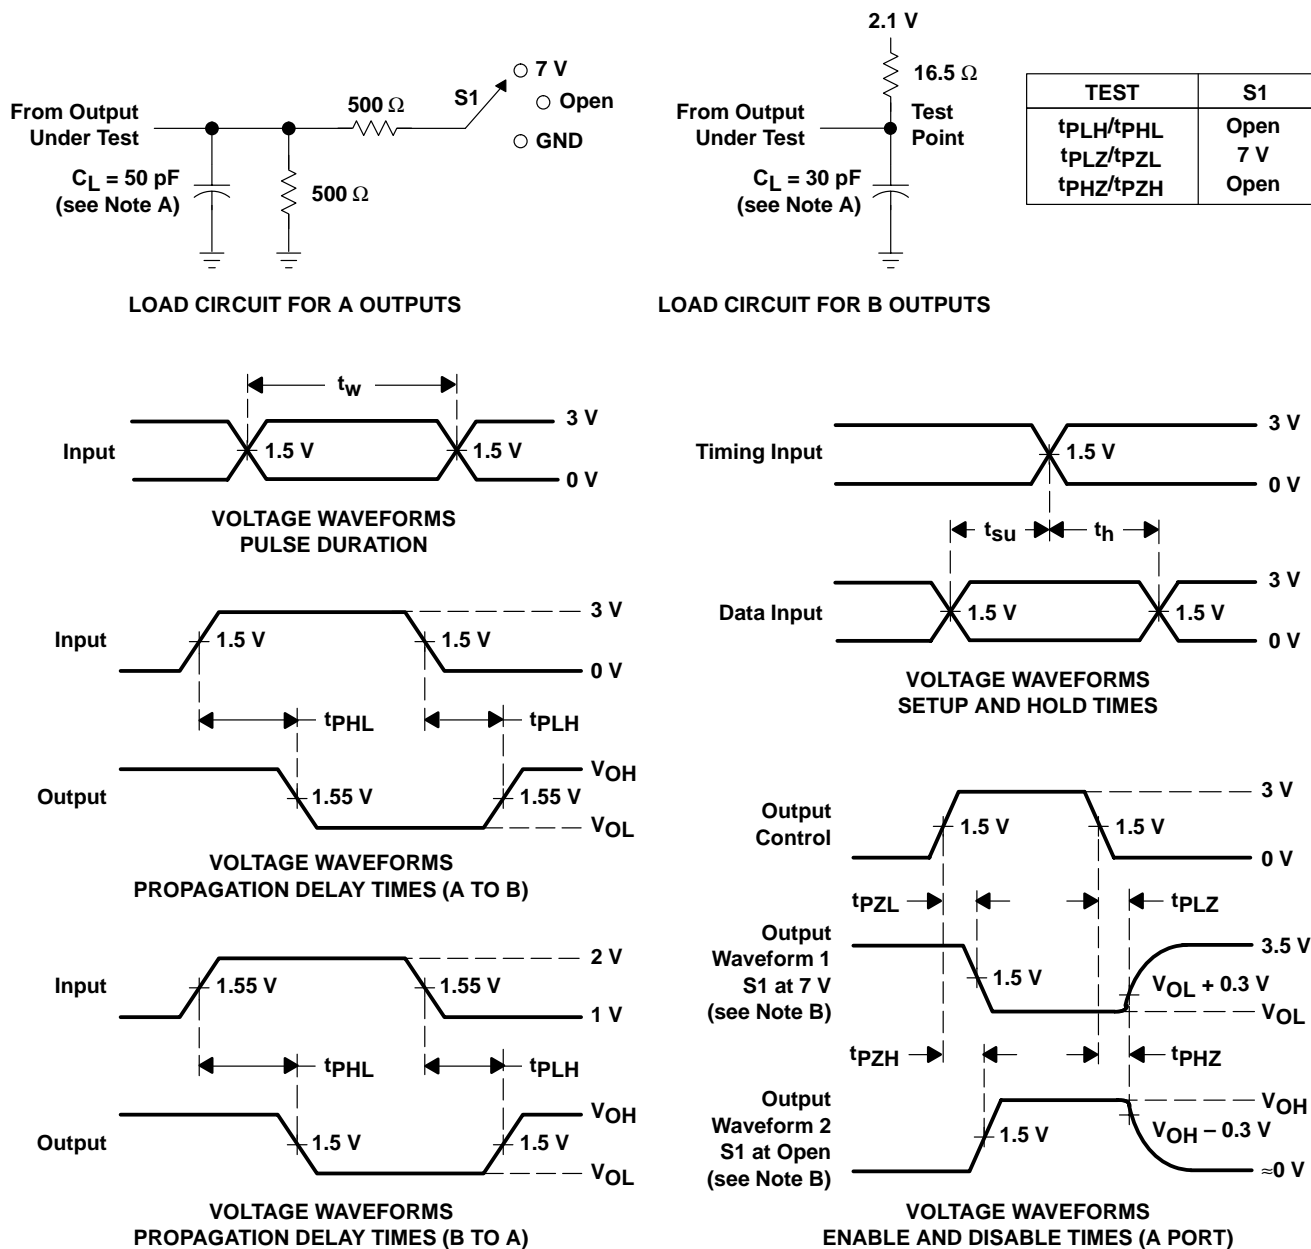 From Output
Under Test
C_L = 50 pF
(see Note A)
500 Ω
500 Ω
S1
7 V
Open
GND
LOAD CIRCUIT FOR A OUTPUTS
2.1 V
16.5 Ω
From Output
Under Test
Test
Point
C_L = 30 pF
(see Note A)
LOAD CIRCUIT FOR B OUTPUTS
TEST S1
tPLH/tPHL Open
tPLZ/tPZL 7 V
tPHZ/tPZH Open
t_w
Input
1.5 V
1.5 V
3 V
0 V
VOLTAGE WAVEFORMS
PULSE DURATION
Timing Input
1.5 V
3 V
0 V
t_su
t_h
Data Input
1.5 V
1.5 V
3 V
0 V
VOLTAGE WAVEFORMS
SETUP AND HOLD TIMES
Input
1.5 V
1.5 V
3 V
0 V
tPHL
tPLH
Output
1.55 V
1.55 V
VOH
VOL
VOLTAGE WAVEFORMS
PROPAGATION DELAY TIMES (A TO B)
Input
1.55 V
1.55 V
2 V
1 V
tPHL
tPLH
Output
1.5 V
1.5 V
VOH
VOL
VOLTAGE WAVEFORMS
PROPAGATION DELAY TIMES (B TO A)
Output
Control
1.5 V
1.5 V
3 V
0 V
tPZL
tPLZ
Output
Waveform 1
S1 at 7 V
(see Note B)
1.5 V
3.5 V
VOL + 0.3 V
VOL
tPZH
tPHZ
Output
Waveform 2
S1 at Open
(see Note B)
1.5 V
VOH
VOH – 0.3 V
≈0 V
VOLTAGE WAVEFORMS
ENABLE AND DISABLE TIMES (A PORT)